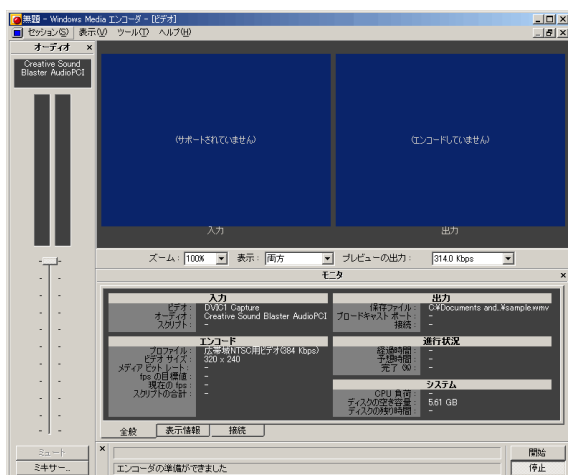 無題 - Windows Media エンコーダ - [ビデオ]
セッション(S) 表示(V) ツール(T) ヘルプ(H)
オーディオ
Creative Sound
Blaster AudioPCI
(サポートされていません)
(エンコードしていません)
入力
出力
ズーム: 100% 表示: 両方 プレビューの出力: 314.0 Kbps
モニタ
入力
ビデオ: DVIC1 Capture
オーディオ: Creative Sound Blaster AudioPCI
スクリプト: -
エンコード
プロファイル: 広帯域NTSC用ビデオ(384 Kbps)
ビデオ サイズ: 320 x 240
メディア ビット レート: -
fps の目標値: -
現在の fps: -
スクリプトの合計: -
出力
保存ファイル: C:¥Documents and..¥sample.wmv
ブロードキャスト ポート: -
接続: -
進行状況
経過時間: -
予想時間: -
完了 (%): -
システム
CPU 負荷: -
ディスクの空き容量: 5.61 GB
ディスクの残り時間: -
全般 表示情報 接続
ミュート
ミキサー...
エンコーダの準備ができました
開始
停止